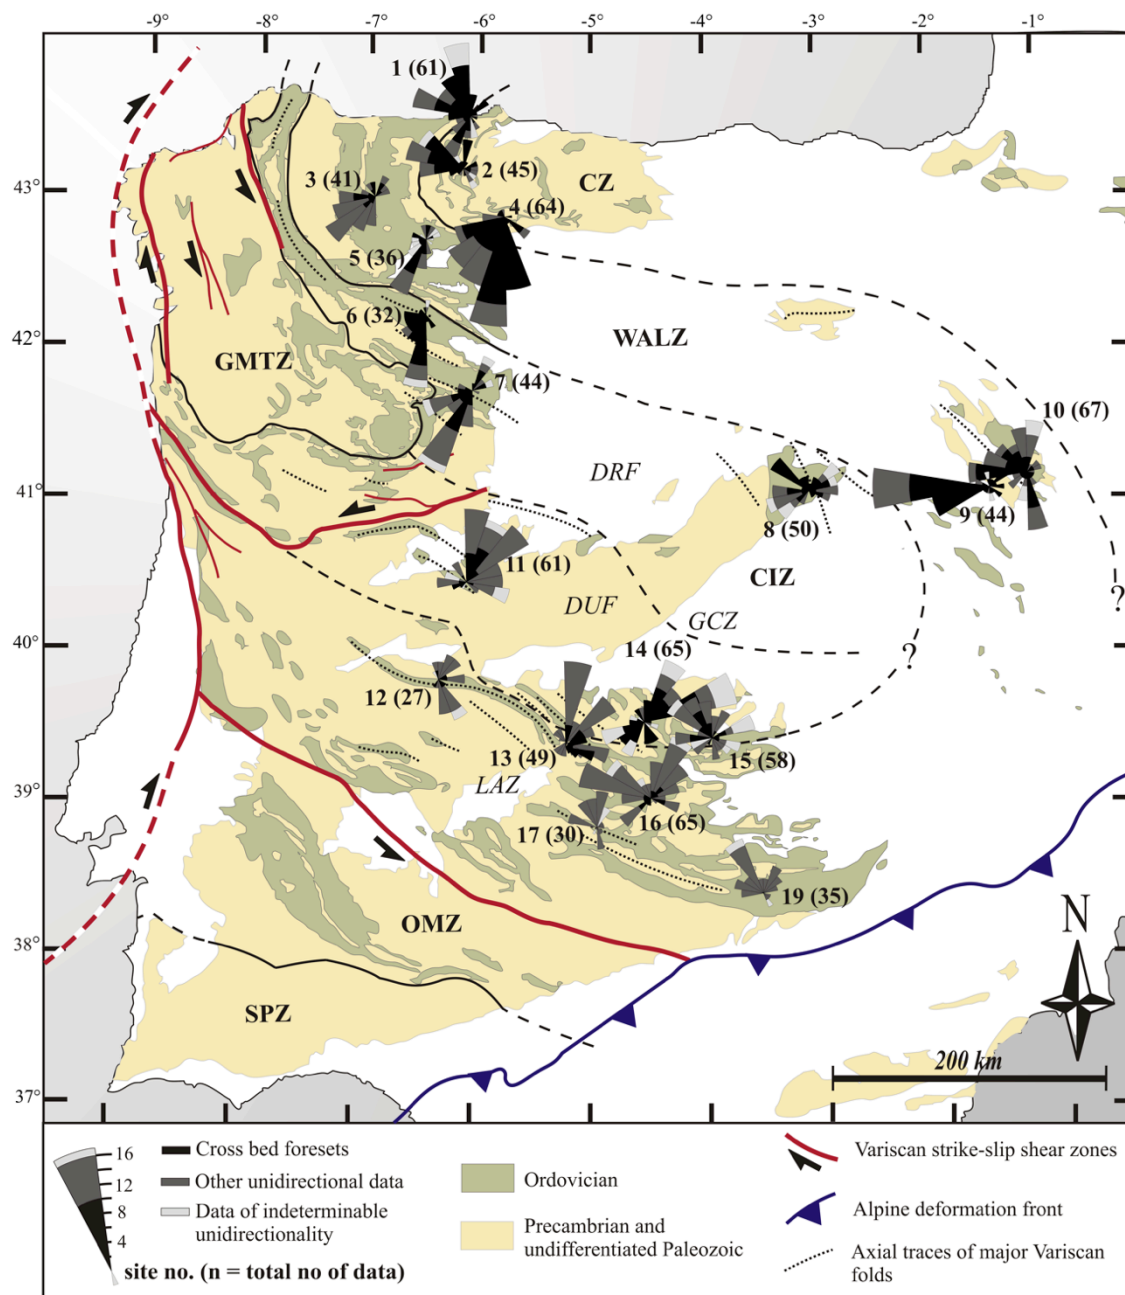 -9° -8° -7° -6° -5° -4° -3° -2° -1°
1 (61)
2 (45)
3 (41)
CZ
4 (64)
43°
5 (36)
6 (32)
WALZ
42°
GMTZ
7 (44)
10 (67)
DRF
41°
9 (44)
8 (50)
11 (61)
CIZ
DUF
GCZ
?
40°
14 (65)
?
12 (27)
13 (49)
15 (58)
LAZ
39°
17 (30)
16 (65)
19 (35)
OMZ
N
38°
SPZ
200 km
37°
16
12
8
4
Cross bed foresets
Other unidirectional data
Data of indeterminable
unidirectionality
site no. (n = total no of data)
Ordovician
Precambrian and
undifferentiated Paleozoic
Variscan strike-slip shear zones
Alpine deformation front
Axial traces of major Variscan
folds